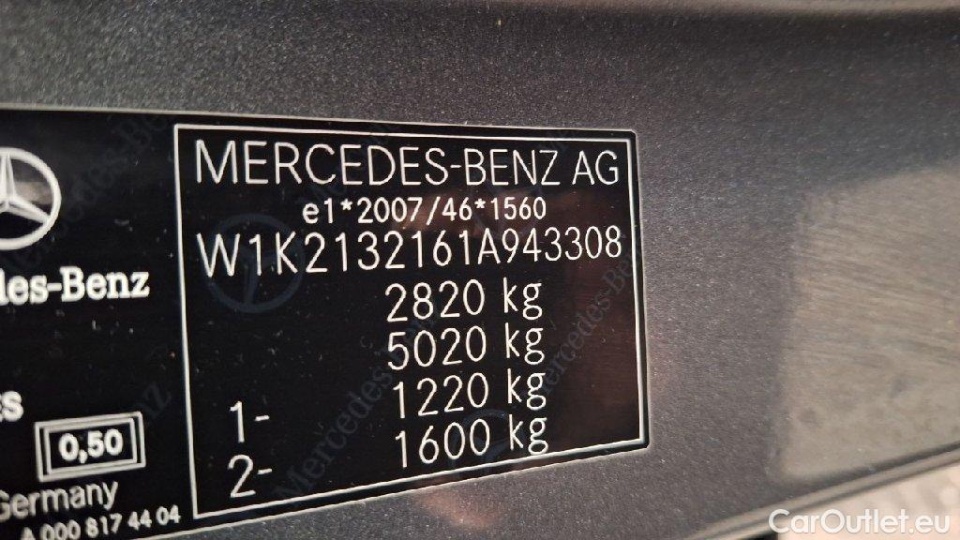 MERCEDES-BENZ AG
e1*2007/46*1560
W1K2132161A943308
2820 kg
5020 kg
1- 1220 kg
2- 1600 kg
des-Benz
0,50
Germany
A 000 817 44 04
CarOutlet.eu